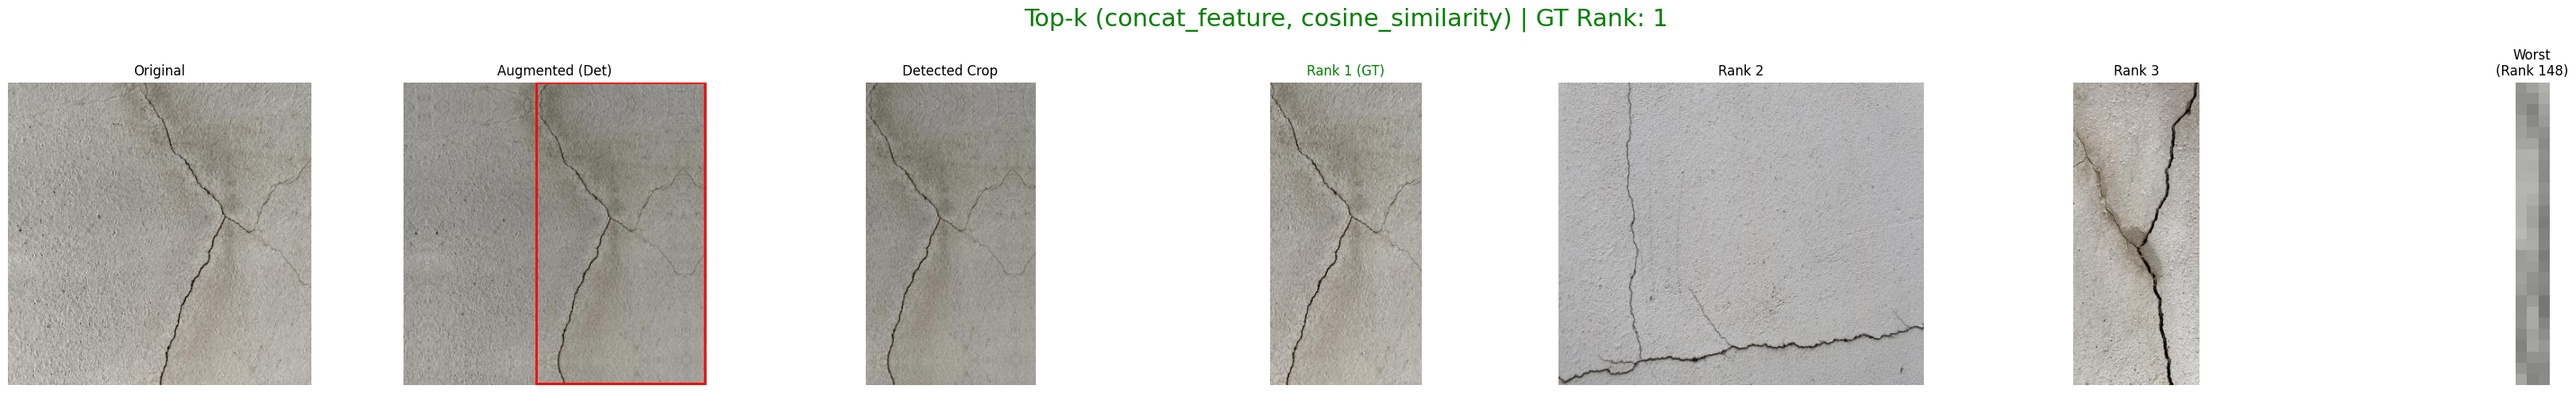 Top-k (concat_feature, cosine_similarity) | GT Rank: 1
Original
Augmented (Det)
Detected Crop
Rank 1 (GT)
Rank 2
Rank 3
Worst
(Rank 148)